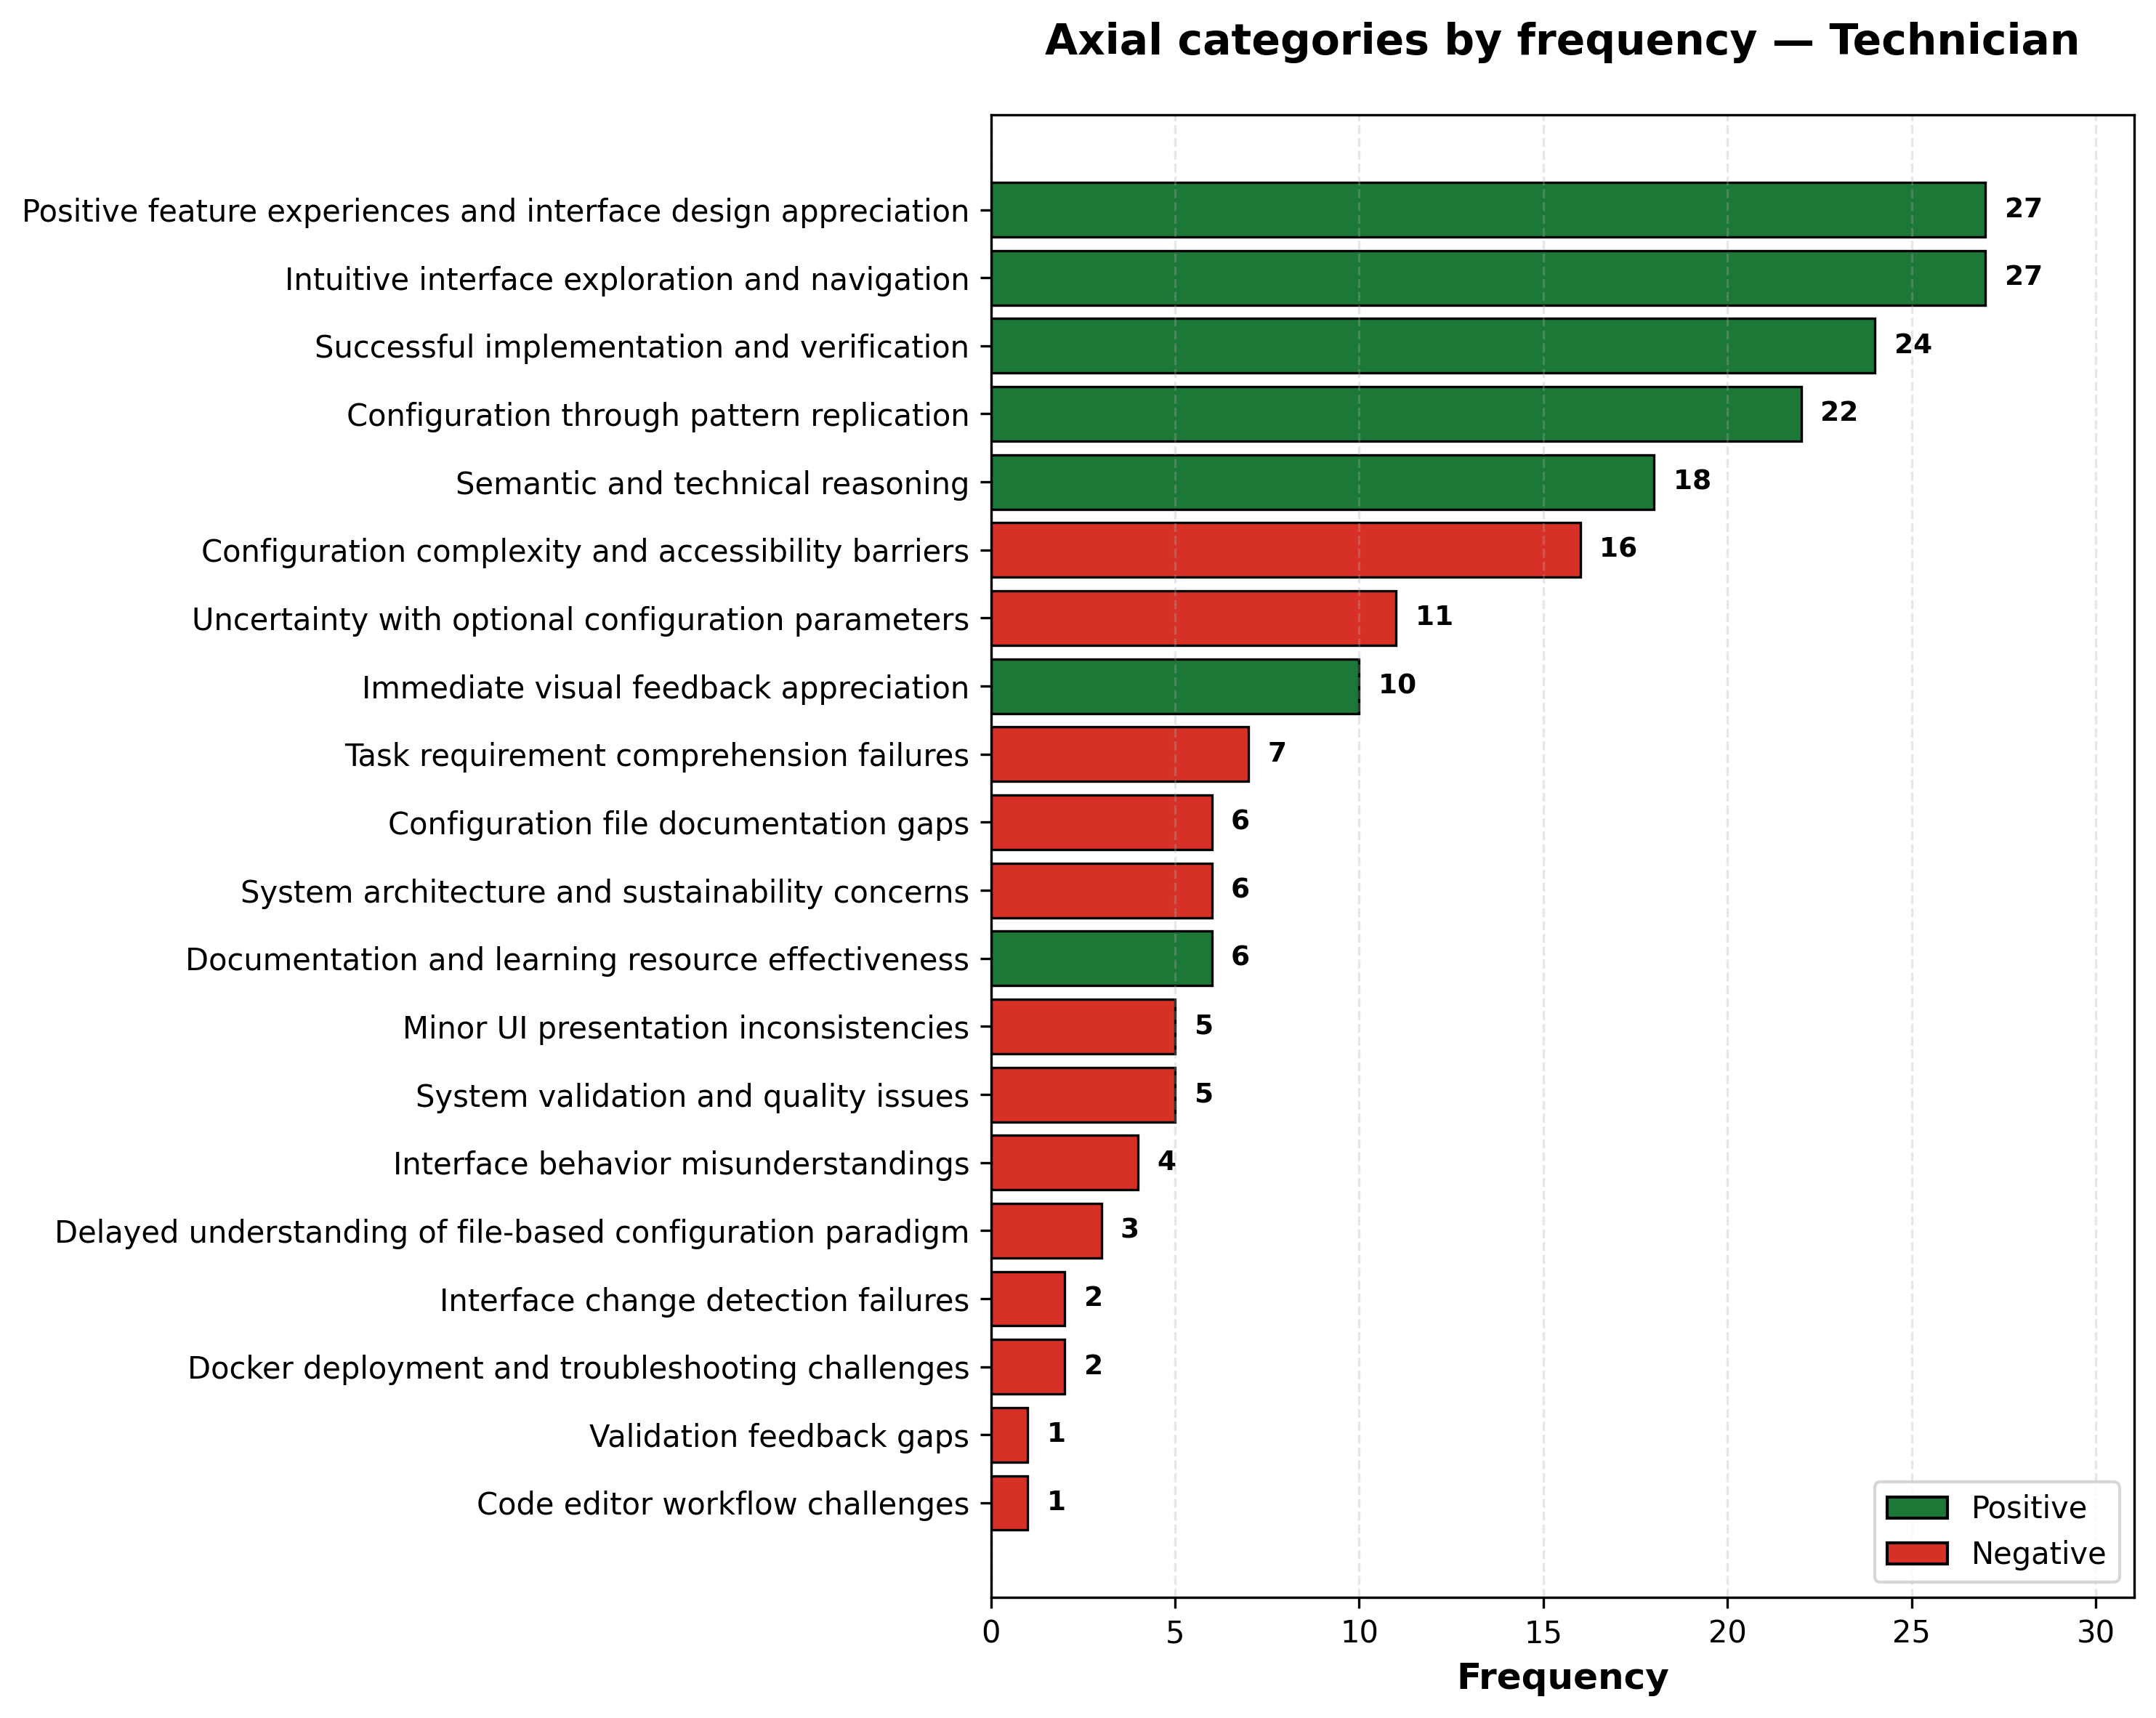 Axial categories by frequency — Technician
Positive feature experiences and interface design appreciation 27
Intuitive interface exploration and navigation 27
Successful implementation and verification 24
Configuration through pattern replication 22
Semantic and technical reasoning 18
Configuration complexity and accessibility barriers 16
Uncertainty with optional configuration parameters 11
Immediate visual feedback appreciation 10
Task requirement comprehension failures 7
Configuration file documentation gaps 6
System architecture and sustainability concerns 6
Documentation and learning resource effectiveness 6
Minor UI presentation inconsistencies 5
System validation and quality issues 5
Interface behavior misunderstandings 4
Delayed understanding of file-based configuration paradigm 3
Interface change detection failures 2
Docker deployment and troubleshooting challenges 2
Validation feedback gaps 1
Code editor workflow challenges 1
Positive
Negative
0 5 10 15 20 25 30
Frequency